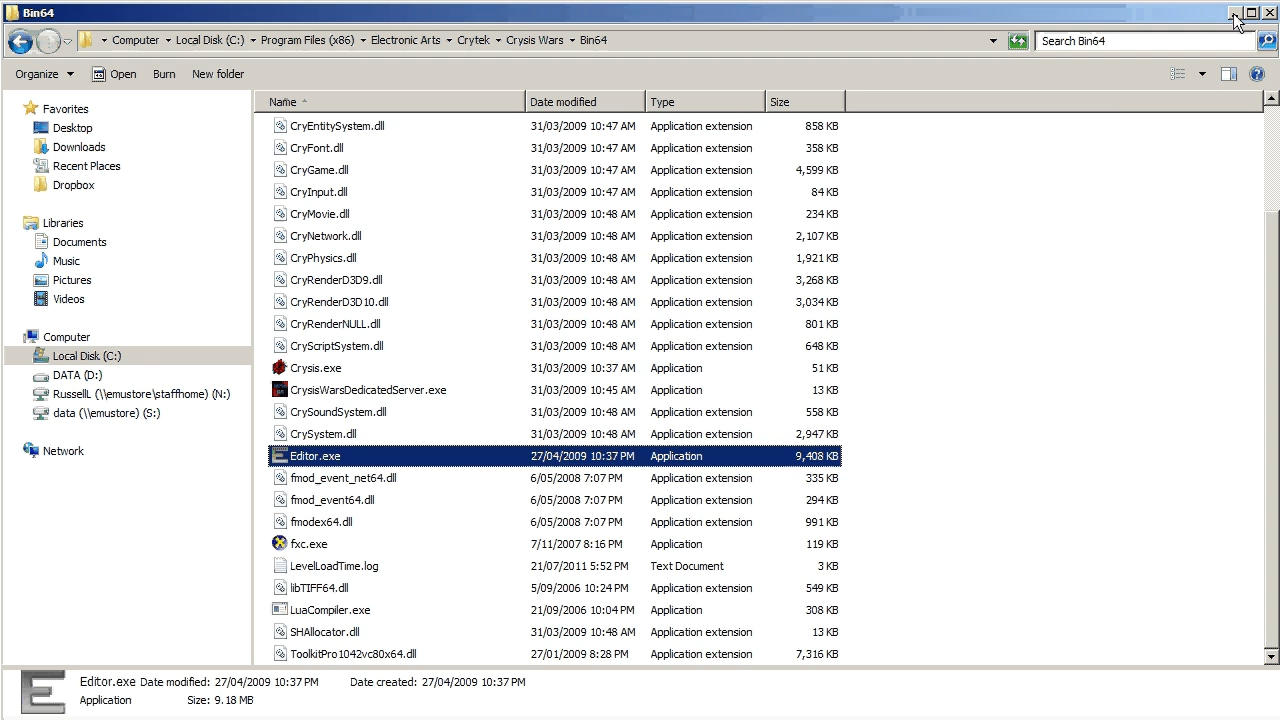 Bin64
Computer Local Disk (C:) Program Files (x86) Electronic Arts Crytek Crysis Wars Bin64 Search Bin64
Organize Open Burn New folder
Name Date modified Type Size
Favorites
Desktop
Downloads
Recent Places
Dropbox
Libraries
Documents
Music
Pictures
Videos
Computer
Local Disk (C:)
DATA (D:)
RussellL (\\emustore\staffhome) (N:)
data (\\emustore) (S:)
Network
CryEntitySystem.dll 31/03/2009 10:47 AM Application extension 858 KB
CryFont.dll 31/03/2009 10:47 AM Application extension 358 KB
CryGame.dll 31/03/2009 10:47 AM Application extension 4,599 KB
CryInput.dll 31/03/2009 10:47 AM Application extension 84 KB
CryMovie.dll 31/03/2009 10:48 AM Application extension 234 KB
CryNetwork.dll 31/03/2009 10:48 AM Application extension 2,107 KB
CryPhysics.dll 31/03/2009 10:48 AM Application extension 1,921 KB
CryRenderD3D9.dll 31/03/2009 10:48 AM Application extension 3,268 KB
CryRenderD3D10.dll 31/03/2009 10:48 AM Application extension 3,034 KB
CryRenderNULL.dll 31/03/2009 10:48 AM Application extension 801 KB
CryScriptSystem.dll 31/03/2009 10:48 AM Application extension 648 KB
Crysis.exe 31/03/2009 10:37 AM Application 51 KB
CrysisWarsDedicatedServer.exe 31/03/2009 10:45 AM Application 13 KB
CrySoundSystem.dll 31/03/2009 10:48 AM Application extension 558 KB
CrySystem.dll 31/03/2009 10:48 AM Application extension 2,947 KB
Editor.exe 27/04/2009 10:37 PM Application 9,408 KB
fmod_event_net64.dll 6/05/2008 7:07 PM Application extension 335 KB
fmod_event64.dll 6/05/2008 7:07 PM Application extension 294 KB
fmodex64.dll 6/05/2008 7:07 PM Application extension 991 KB
fxc.exe 7/11/2007 8:16 PM Application 119 KB
LevelLoadTime.log 21/07/2011 5:52 PM Text Document 3 KB
libTIFF64.dll 5/09/2006 10:24 PM Application extension 549 KB
LuaCompiler.exe 21/09/2006 10:04 PM Application 308 KB
SHAllocator.dll 31/03/2009 10:48 AM Application extension 13 KB
ToolkitPro1042vc80x64.dll 27/01/2009 8:28 PM Application extension 7,316 KB
Editor.exe Date modified: 27/04/2009 10:37 PM Date created: 27/04/2009 10:37 PM
Application Size: 9.18 MB